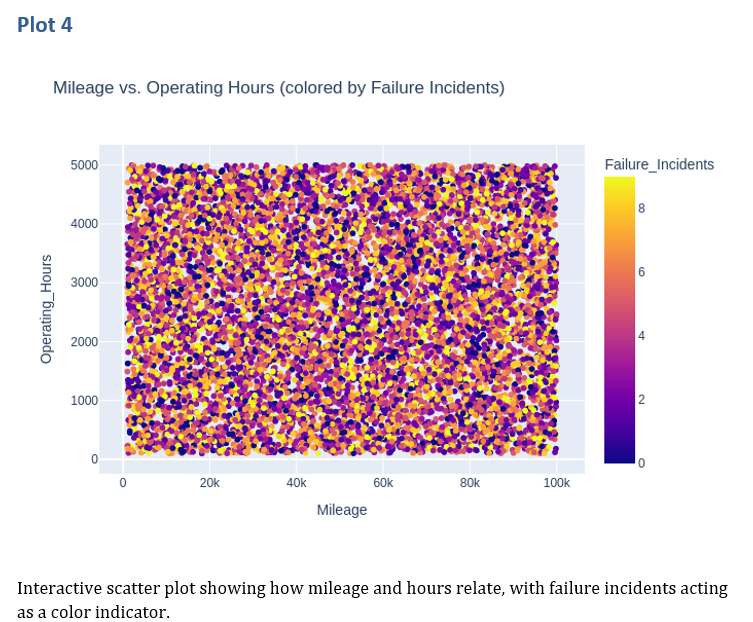 Plot 4
Mileage vs. Operating Hours (colored by Failure Incidents)
Failure_Incidents
5000
4000
3000
2000
1000
0
Operating_Hours
0
20k
40k
60k
80k
100k
Mileage
8
6
4
2
0
Interactive scatter plot showing how mileage and hours relate, with failure incidents acting
as a color indicator.